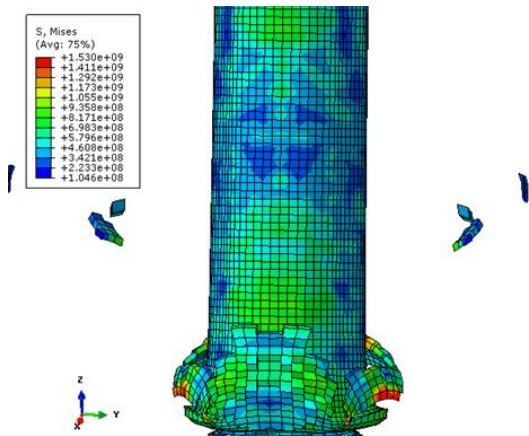 S, Mises
(Avg: 75%)
+1.530e+09
+1.411e+09
+1.292e+09
+1.173e+09
+1.055e+09
+9.358e+08
+8.171e+08
+6.983e+08
+5.796e+08
+4.608e+08
+3.421e+08
+2.233e+08
+1.046e+08
Z
Y
X